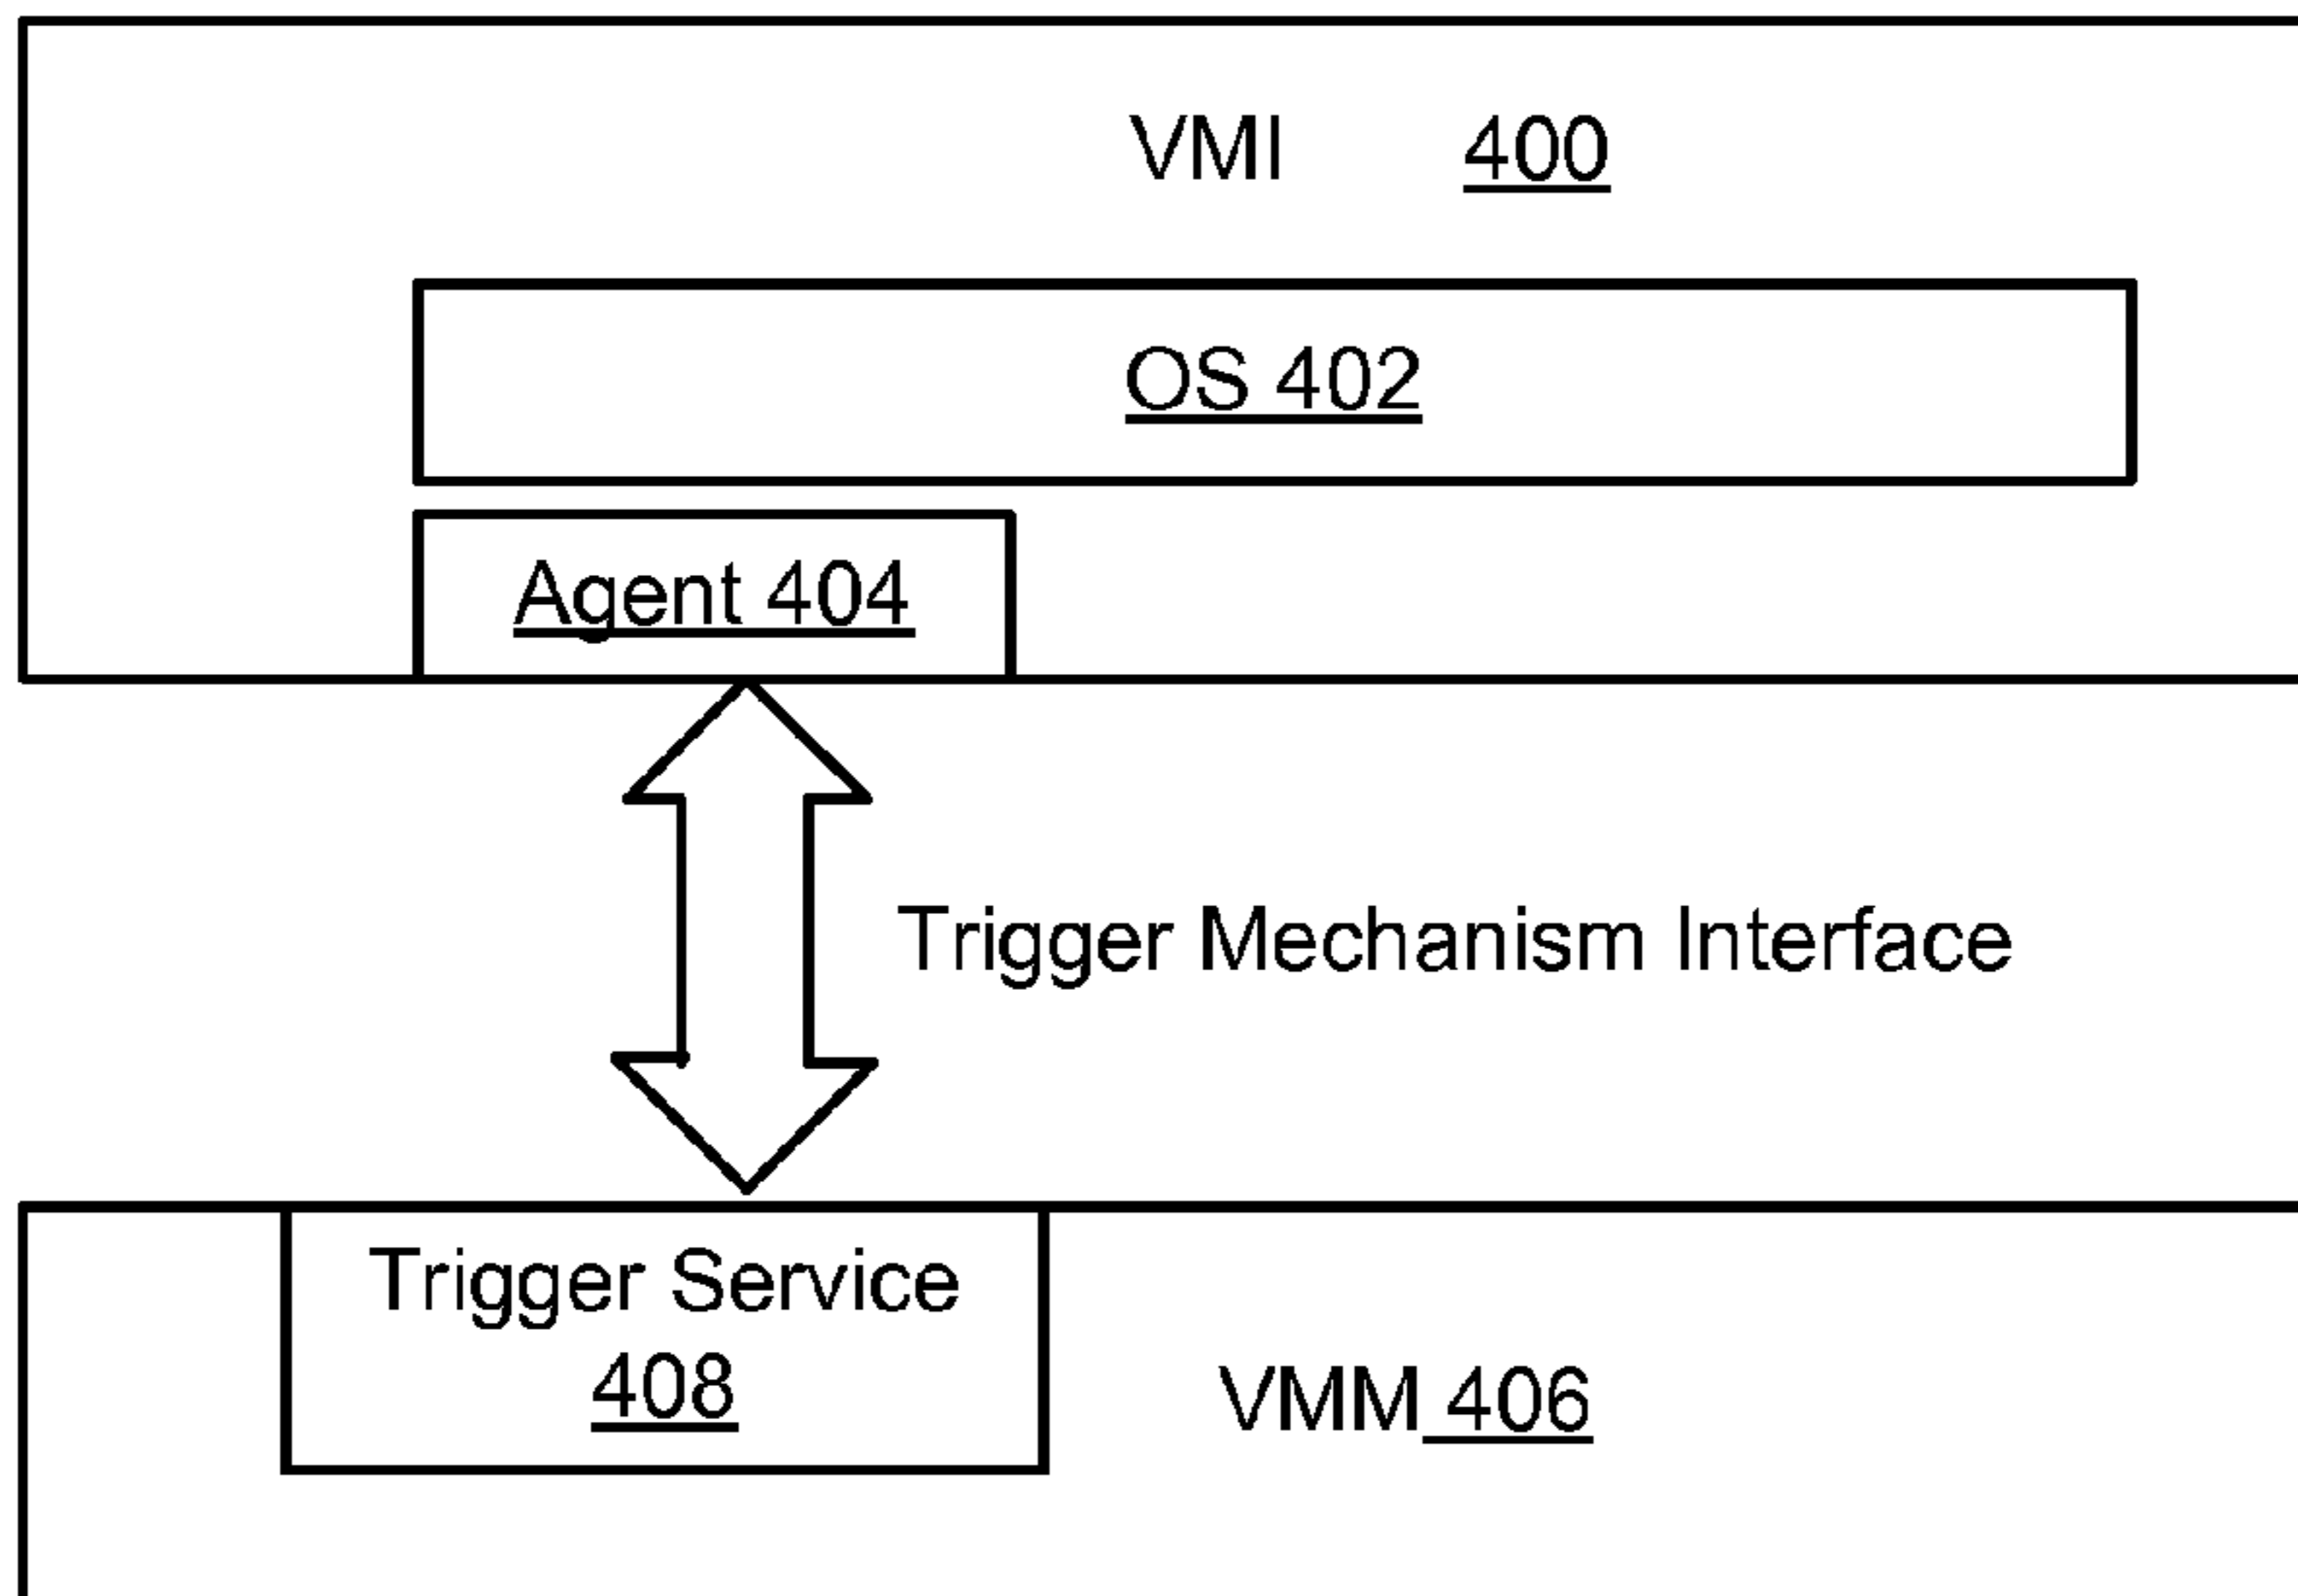 VMI 400
OS 402
Agent 404
Trigger Mechanism Interface
Trigger Service
408
VMM 406